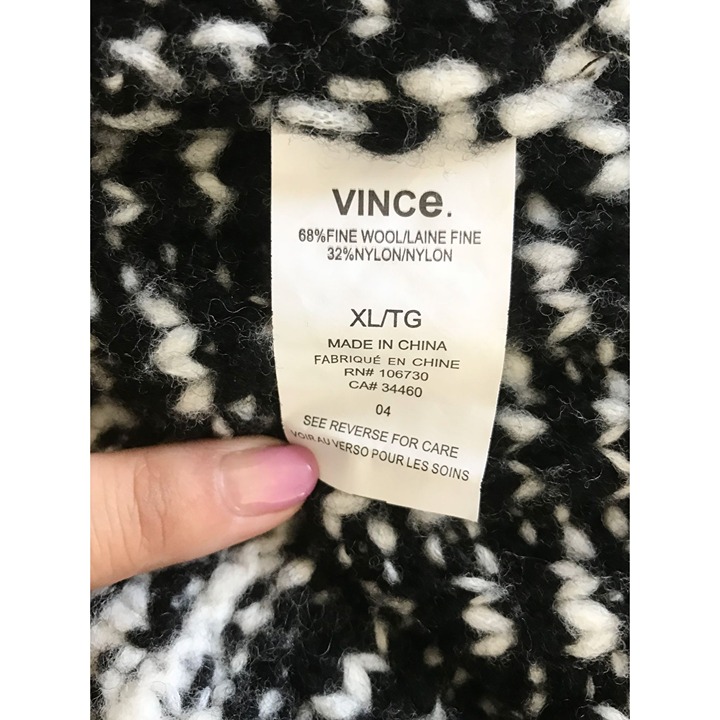 VINCe.
68%FINE WOOL/LAINE FINE
32%NYLON/NYLON
XL/TG
MADE IN CHINA
FABRIQUÉ EN CHINE
RN# 106730
CA# 34460
04
SEE REVERSE FOR CARE
VOIR AU VERSO POUR LES SOINS